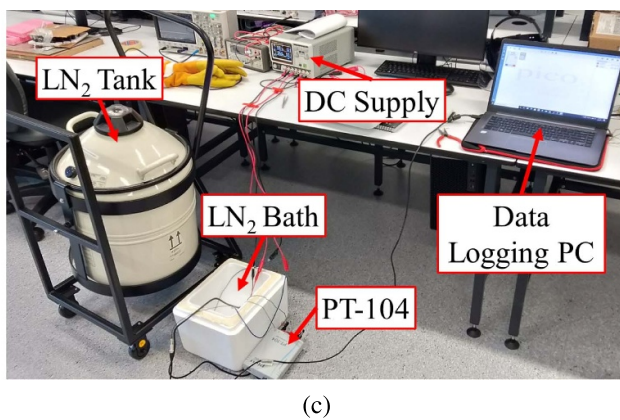 LN₂ Tank
DC Supply
pico
LN₂ Bath
Data
Logging PC
PT-104
(c)